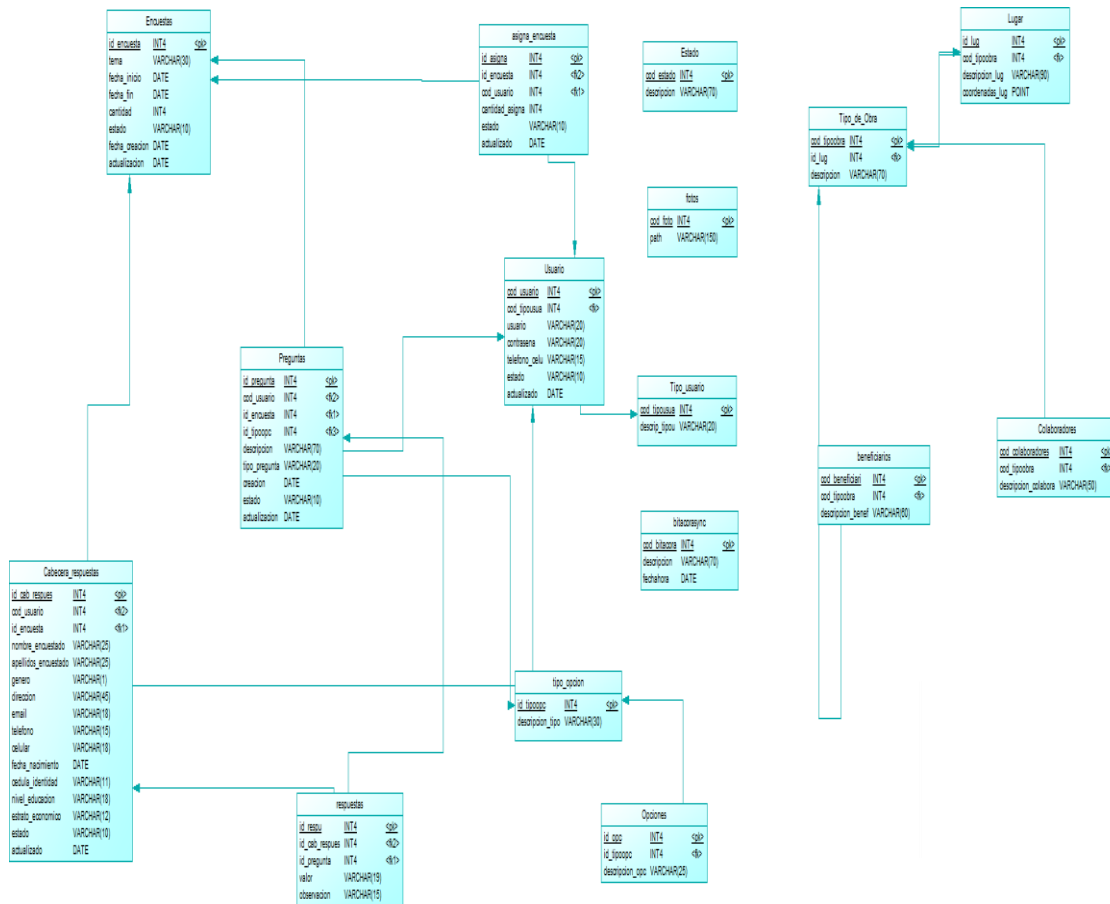 Encuestas
id_encuesta INT4 <pk>
tema VARCHAR(30)
fecha_inicio DATE
fecha_fin DATE
cantidad INT4
estado VARCHAR(10)
fecha_creacion DATE
actualizacion DATE
asigna_encuesta
id_asigna INT4 <pk>
id_encuesta INT4 <fk2>
cod_usuario INT4 <fk1>
cantidad_asigna INT4
estado VARCHAR(10)
actualizado DATE
Estado
cod_estado INT4 <pk>
descripcion VARCHAR(70)
Lugar
id_lug INT4 <pk>
cod_tipoobra INT4 <fk>
descripcion_lug VARCHAR(90)
coordenadas_lug POINT
Tipo_de_Obra
cod_tipoobra INT4 <pk>
id_lug INT4 <fk>
descripcion VARCHAR(70)
fotos
cod_foto INT4 <pk>
path VARCHAR(150)
Usuario
cod_usuario INT4 <pk>
cod_tipousua INT4 <fk>
usuario VARCHAR(20)
contrasena VARCHAR(20)
telefono_celu VARCHAR(15)
estado VARCHAR(10)
actualizado DATE
Preguntas
id_pregunta INT4 <pk>
cod_usuario INT4 <fk2>
id_encuesta INT4 <fk1>
id_tipoopc INT4 <fk3>
descripcion VARCHAR(70)
tipo_pregunta VARCHAR(20)
creacion DATE
estado VARCHAR(10)
actualizacion DATE
Tipo_usuario
cod_tipousua INT4 <pk>
descrip_tipou VARCHAR(20)
Colaboradores
cod_colaboradores INT4 <pk>
cod_tipoobra INT4 <fk>
descripcion_colabora VARCHAR(50)
beneficiarios
cod_beneficiari INT4 <pk>
cod_tipoobra INT4 <fk>
descripcion_benef VARCHAR(60)
bitacorasync
cod_bitacora INT4 <pk>
descripcion VARCHAR(70)
fechahora DATE
Cabecera_respuestas
id_cab_respues INT4 <pk>
cod_usuario INT4 <fk2>
id_encuesta INT4 <fk1>
nombre_encuestado VARCHAR(25)
apellidos_encuestado VARCHAR(25)
genero VARCHAR(1)
direccion VARCHAR(45)
email VARCHAR(18)
telefono VARCHAR(15)
celular VARCHAR(18)
fecha_nacimiento DATE
cedula_identidad VARCHAR(11)
nivel_educacion VARCHAR(18)
estrato_economico VARCHAR(12)
estado VARCHAR(10)
actualizado DATE
tipo_opcion
id_tipoopc INT4 <pk>
descripcion_tipo VARCHAR(30)
respuestas
id_respu INT4 <pk>
id_cab_respues INT4 <fk2>
id_pregunta INT4 <fk1>
valor VARCHAR(19)
observacion VARCHAR(15)
Opciones
id_opc INT4 <pk>
id_tipoopc INT4 <fk>
descripcion_opc VARCHAR(25)